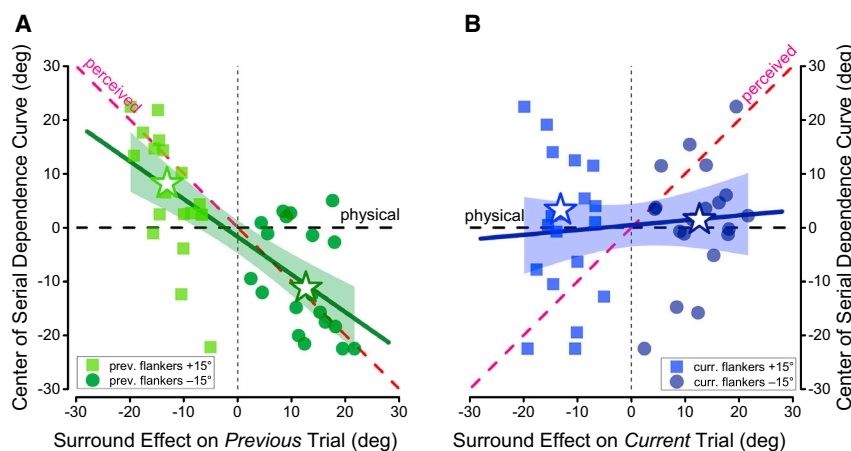 A
Center of Serial Dependence Curve (deg)
30
20
10
0
-10
-20
-30
perceived
physical
prev. flankers +15°
prev. flankers –15°
-30
-20
-10
0
10
20
30
Surround Effect on Previous Trial (deg)
B
perceived
physical
curr. flankers +15°
curr. flankers –15°
-30
-20
-10
0
10
20
30
Surround Effect on Current Trial (deg)
30
20
10
0
-10
-20
-30
Center of Serial Dependence Curve (deg)